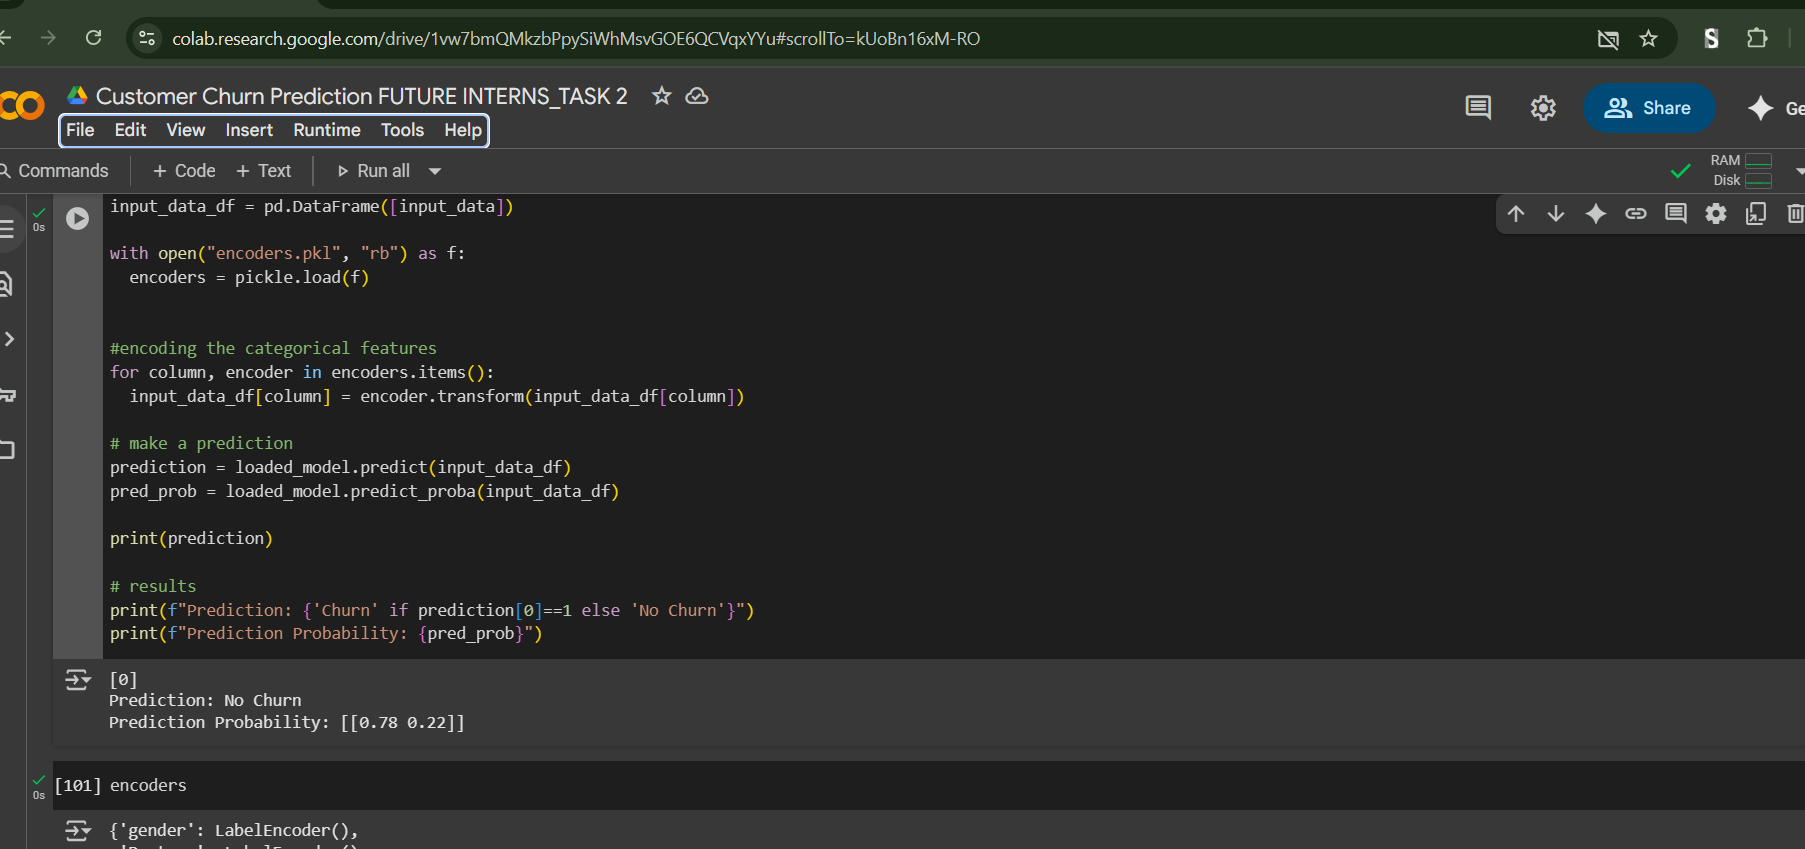 colab.research.google.com/drive/1vw7bmQMkzbPpySiWhMsvGOE6QCVqxYYu#scrollTo=kUoBn16xM-RO
Customer Churn Prediction FUTURE INTERNS_TASK 2
Share
File Edit View Insert Runtime Tools Help
Commands + Code + Text Run all
RAM
Disk
input_data_df = pd.DataFrame([input_data])
0s
with open("encoders.pkl", "rb") as f:
  encoders = pickle.load(f)
#encoding the categorical features
for column, encoder in encoders.items():
  input_data_df[column] = encoder.transform(input_data_df[column])
# make a prediction
prediction = loaded_model.predict(input_data_df)
pred_prob = loaded_model.predict_proba(input_data_df)
print(prediction)
# results
print(f"Prediction: {'Churn' if prediction[0]==1 else 'No Churn'}")
print(f"Prediction Probability: {pred_prob}")
[0]
Prediction: No Churn
Prediction Probability: [[0.78 0.22]]
[101] encoders
0s
{'gender': LabelEncoder(),